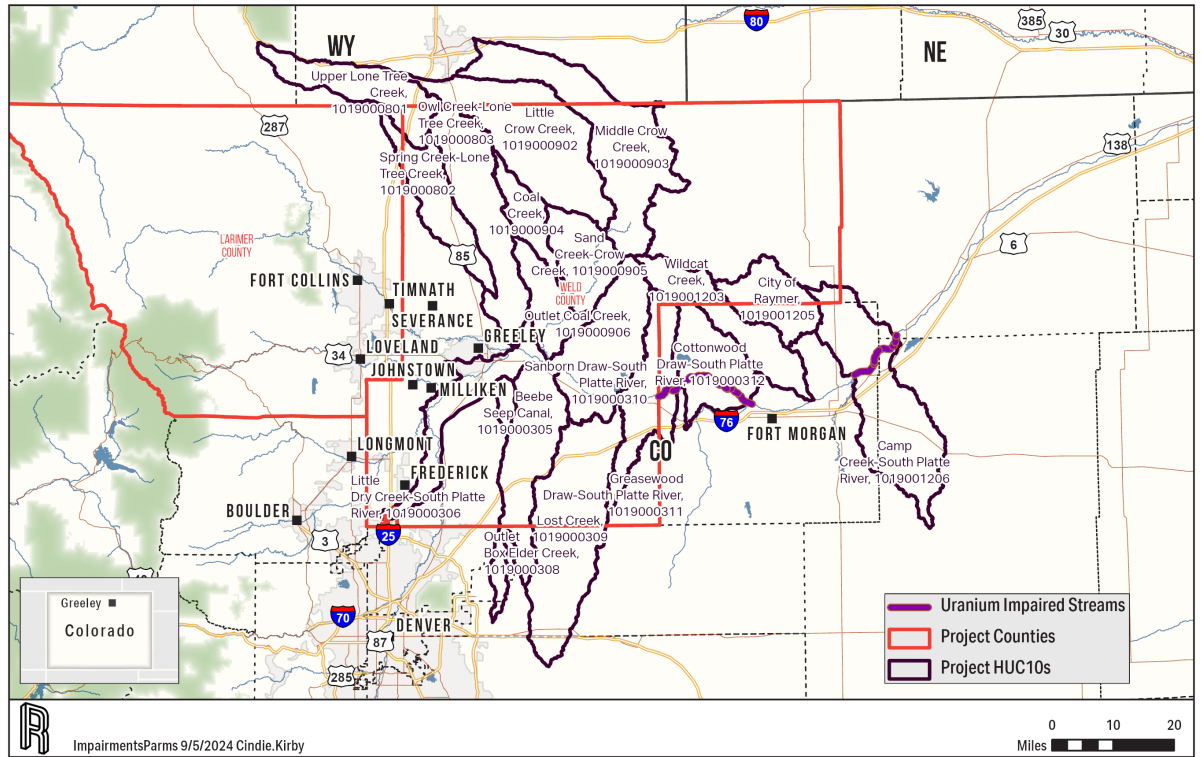 80
385
30
WY
NE
Upper Lone Tree
Creek,
1019000801
Owl Creek-Lone
Tree Creek,
1019000803
Little
Crow Creek,
1019000902
Middle Crow
Creek,
1019000903
287
138
Spring Creek-Lone
Tree Creek,
1019000802
Coal
Creek,
1019000904
LARIMER
COUNTY
85
Sand
Creek-Crow
Creek, 1019000905
6
FORT COLLINS
WELD
COUNTY
Wildcat
Creek,
1019001203
City of
Raymer,
1019001205
TIMNATH
SEVERANCE
Outlet Coal Creek,
1019000906
GREELEY
34
LOVELAND
JOHNSTOWN
MILLIKEN
Sanborn Draw-South
Platte River,
1019000310
Cottonwood
Draw-South Platte
River, 1019000312
Beebe
Seep Canal,
1019000305
76
FORT MORGAN
CO
LONGMONT
FREDERICK
Camp
Creek-South Platte
River, 1019001206
Little
Dry Creek-South Platte
River, 1019000306
Greasewood
Draw-South Platte River,
1019000311
BOULDER
25
3
Lost Creek,
1019000309
Outlet
Box Elder Creek,
1019000308
70
DENVER
87
285
Greeley
Colorado
Uranium Impaired Streams
Project Counties
Project HUC10s
R
ImpairmentsParms 9/5/2024 Cindie.Kirby
0 10 20
Miles